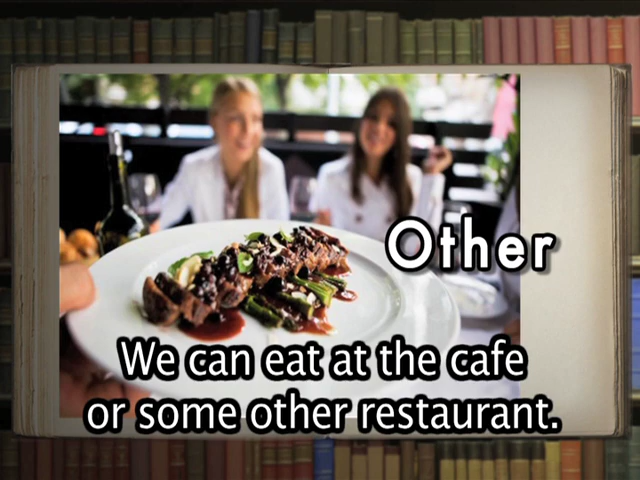 Other
We can eat at the cafe
or some other restaurant.